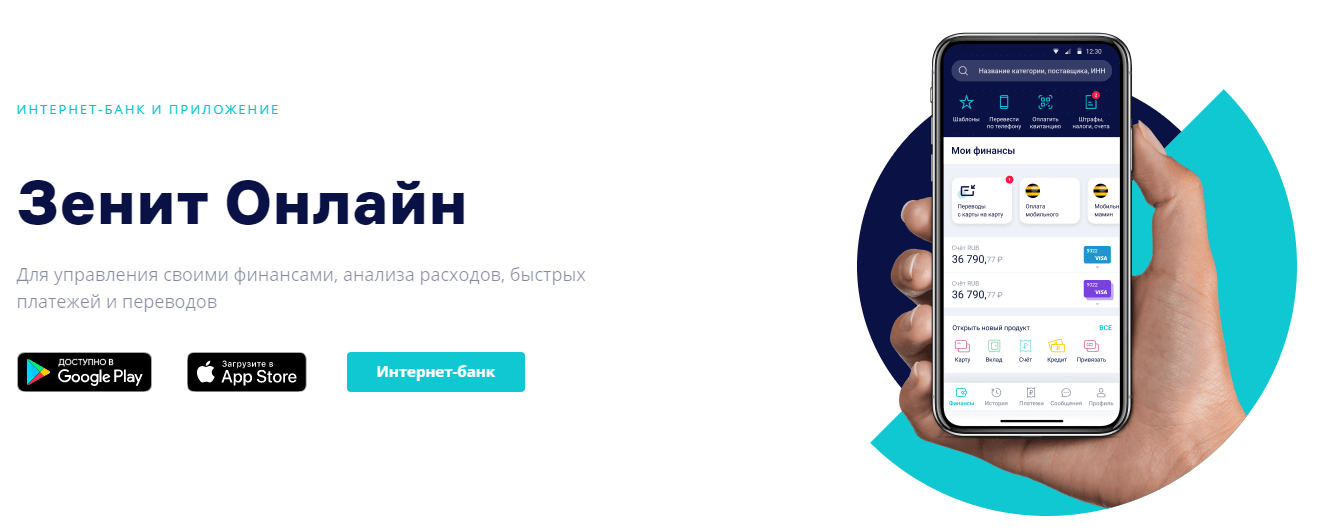 ИНТЕРНЕТ-БАНК И ПРИЛОЖЕНИЕ
Зенит Онлайн
Для управления своими финансами, анализа расходов, быстрых
платежей и переводов
ДОСТУПНО В
Google Play
Загрузите в
App Store
Интернет-банк
12:30
Название категории, поставщика, ИНН
Шаблоны
Перевести
по телефону
Оплатить
квитанцию
Штрафы,
налоги, счета
Мои финансы
Переводы
с карты на карту
Оплата
мобильного
Мобильн
мамин
Счёт RUB
36 790,77 ₽
9922
VISA
Счёт RUB
36 790,77 ₽
9922
VISA
Открыть новый продукт
ВСЕ
Карту
Вклад
Счёт
Кредит
Привязать
Финансы
История
Платежи
Сообщения
Профиль